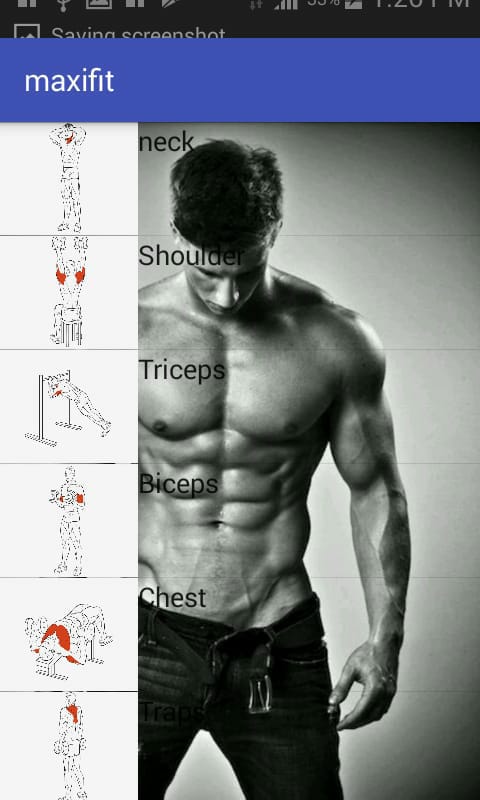 Saving screenshot
maxifit
neck
Shoulder
Triceps
Biceps
Chest
Traps